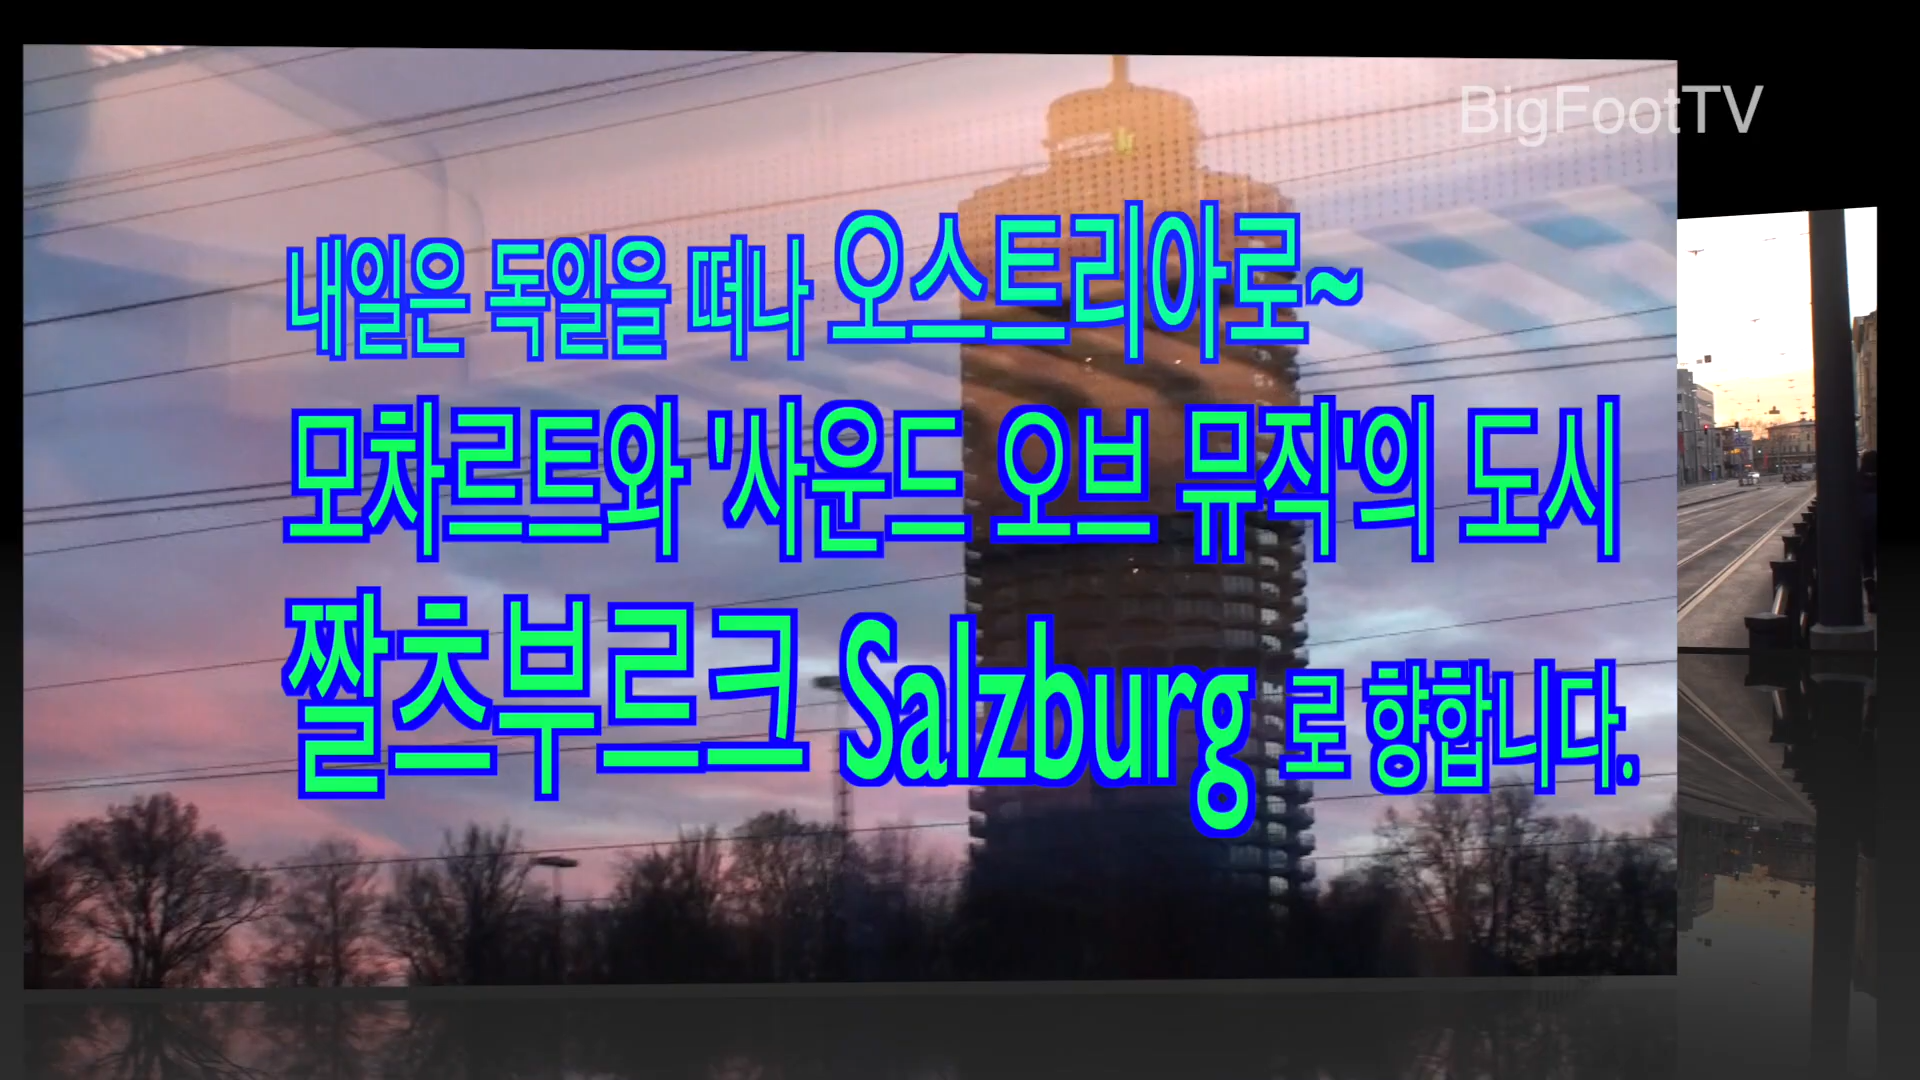 BigFootTV
내일은 독일을 떠나 오스트리아로~
모차르트와 '사운드 오브 뮤직'의 도시
짤츠부르크 Salzburg 로 향합니다.